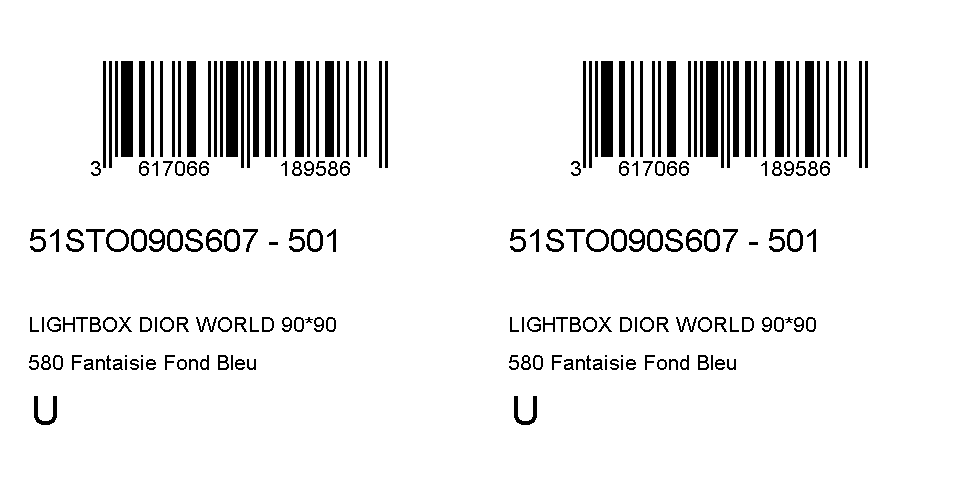 3 617066 189586
51STO090S607 - 501
LIGHTBOX DIOR WORLD 90*90
580 Fantaisie Fond Bleu
U
3 617066 189586
51STO090S607 - 501
LIGHTBOX DIOR WORLD 90*90
580 Fantaisie Fond Bleu
U